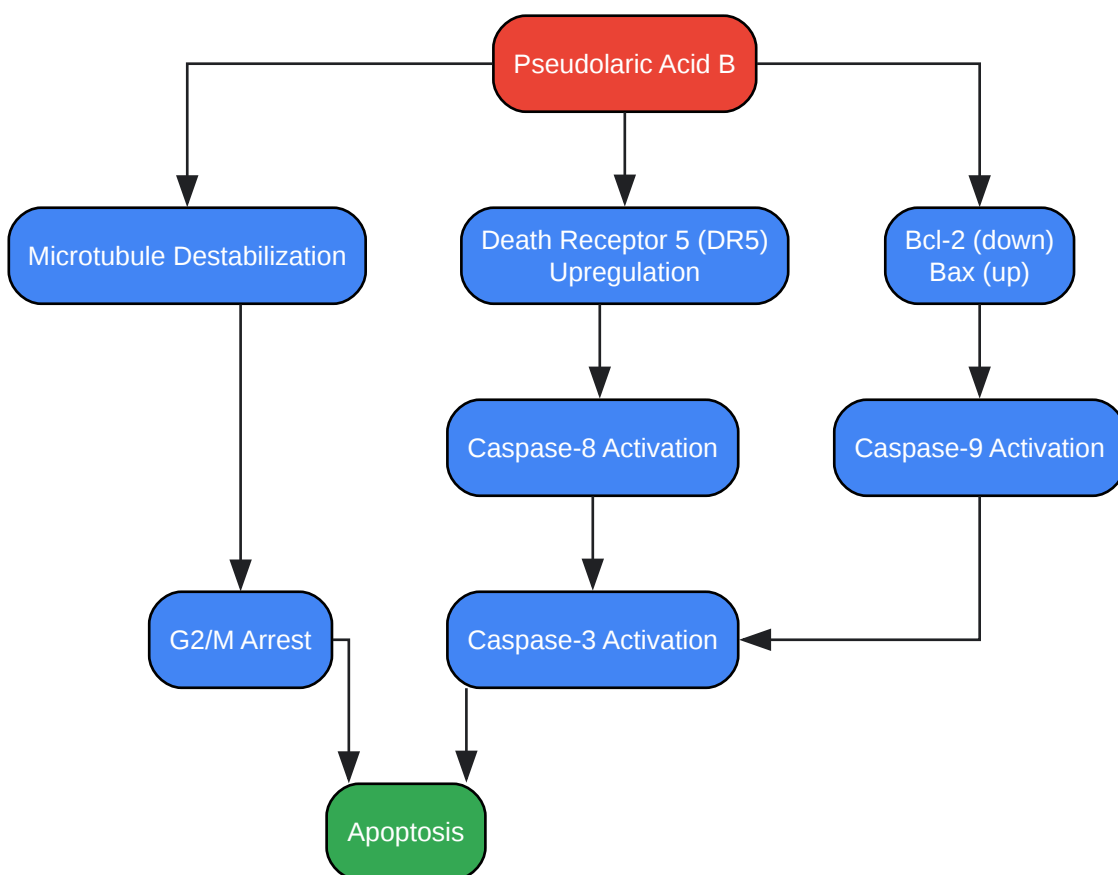 Pseudolaric Acid B
Microtubule Destabilization
Death Receptor 5 (DR5)
Upregulation
Bcl-2 (down)
Bax (up)
Caspase-8 Activation
Caspase-9 Activation
G2/M Arrest
Caspase-3 Activation
Apoptosis